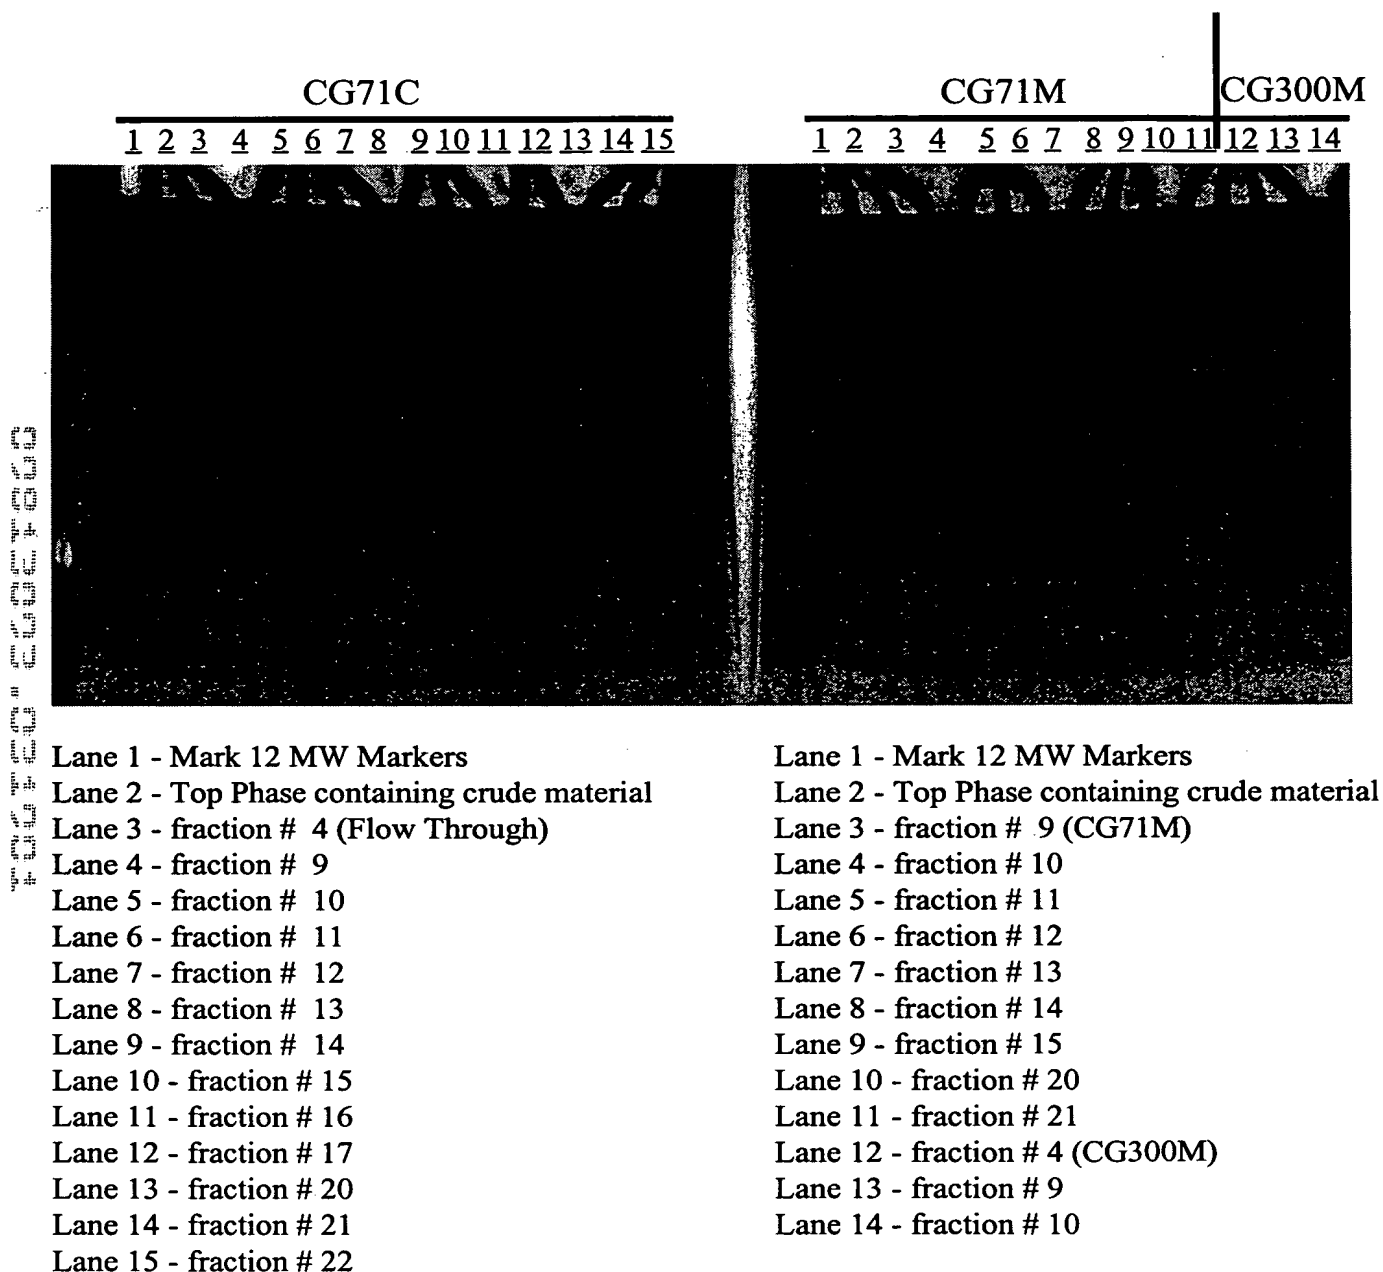 CG71C
CG71M
CG300M
1 2 3 4 5 6 7 8 9 10 11 12 13 14 15
1 2 3 4 5 6 7 8 9 10 11 12 13 14
Lane 1 - Mark 12 MW Markers
Lane 2 - Top Phase containing crude material
Lane 3 - fraction # 4 (Flow Through)
Lane 4 - fraction # 9
Lane 5 - fraction # 10
Lane 6 - fraction # 11
Lane 7 - fraction # 12
Lane 8 - fraction # 13
Lane 9 - fraction # 14
Lane 10 - fraction # 15
Lane 11 - fraction # 16
Lane 12 - fraction # 17
Lane 13 - fraction # 20
Lane 14 - fraction # 21
Lane 15 - fraction # 22
Lane 1 - Mark 12 MW Markers
Lane 2 - Top Phase containing crude material
Lane 3 - fraction # 9 (CG71M)
Lane 4 - fraction # 10
Lane 5 - fraction # 11
Lane 6 - fraction # 12
Lane 7 - fraction # 13
Lane 8 - fraction # 14
Lane 9 - fraction # 15
Lane 10 - fraction # 20
Lane 11 - fraction # 21
Lane 12 - fraction # 4 (CG300M)
Lane 13 - fraction # 9
Lane 14 - fraction # 10